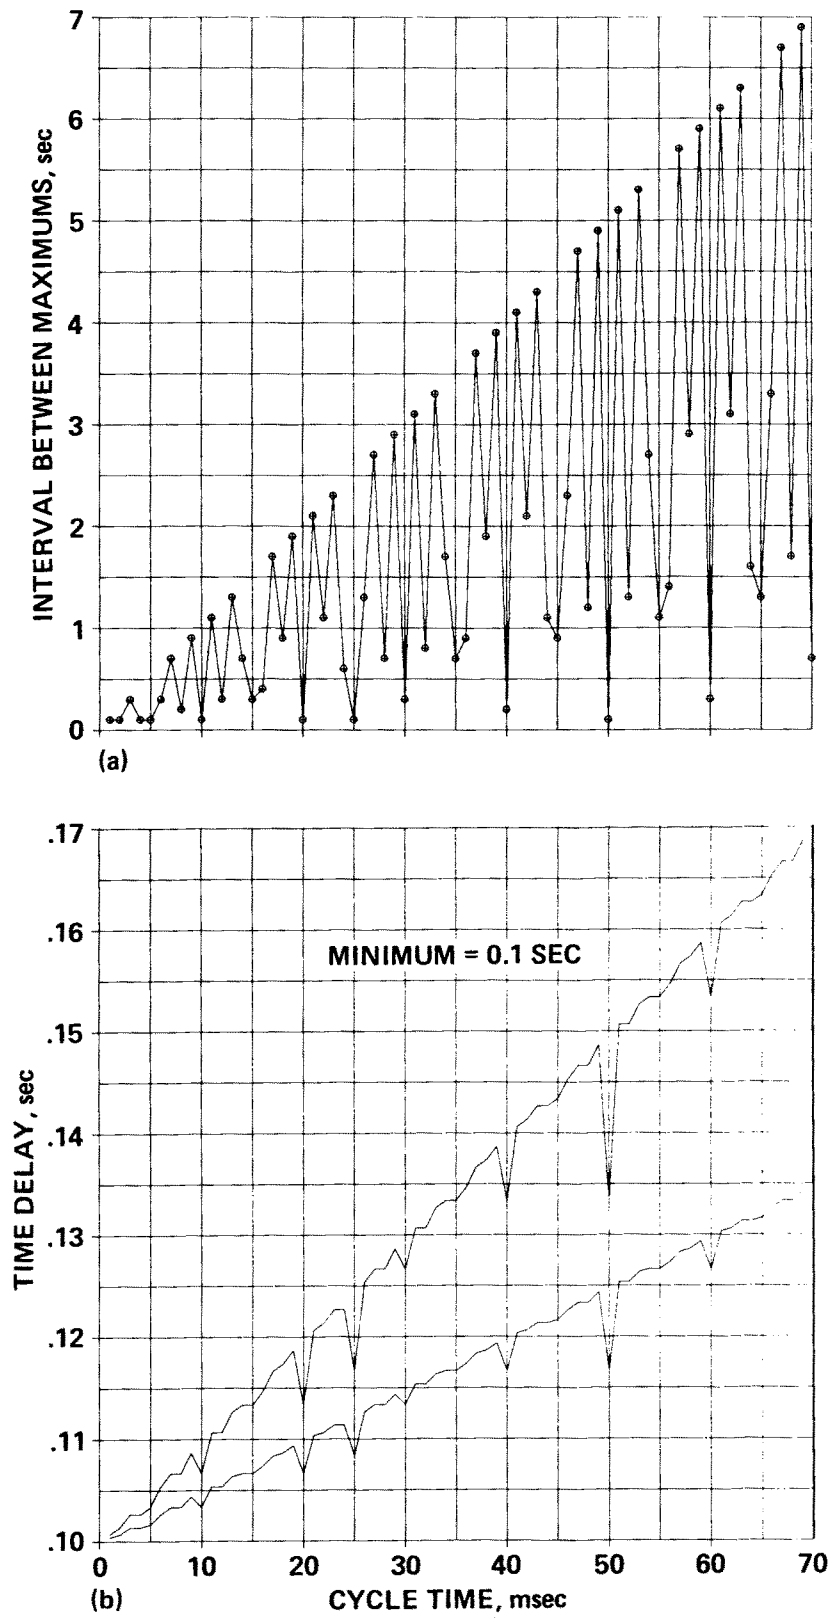 7
6
5
4
3
2
1
0
INTERVAL BETWEEN MAXIMUMS, sec
(a)
.17
.16
.15
.14
.13
.12
.11
.10
TIME DELAY, sec
MINIMUM = 0.1 SEC
0 10 20 30 40 50 60 70
(b) CYCLE TIME, msec